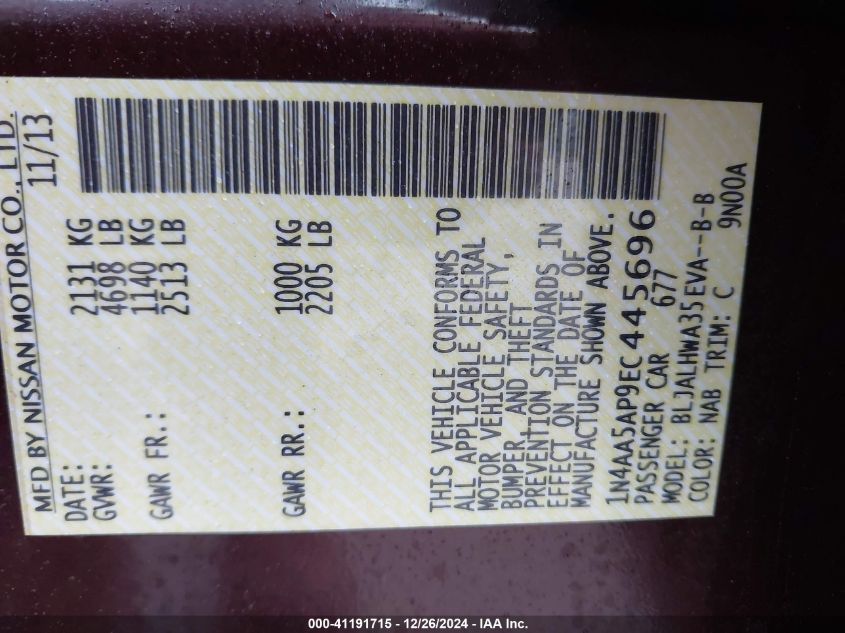 MFD BY NISSAN MOTOR CO., LTD.
DATE: 11/13
GVWR: 2131 KG
4698 LB
GAWR FR.: 1140 KG
2513 LB
GAWR RR.: 1000 KG
2205 LB
THIS VEHICLE CONFORMS TO
ALL APPLICABLE FEDERAL
MOTOR VEHICLE SAFETY,
BUMPER, AND THEFT
PREVENTION STANDARDS IN
EFFECT ON THE DATE OF
MANUFACTURE SHOWN ABOVE.
1N4AA5AP9EC445696
PASSENGER CAR 677
MODEL: BLJALHWA35EVA--B-B
COLOR: NAB TRIM: C 9N00A
000-41191715 - 12/26/2024 - IAA Inc.